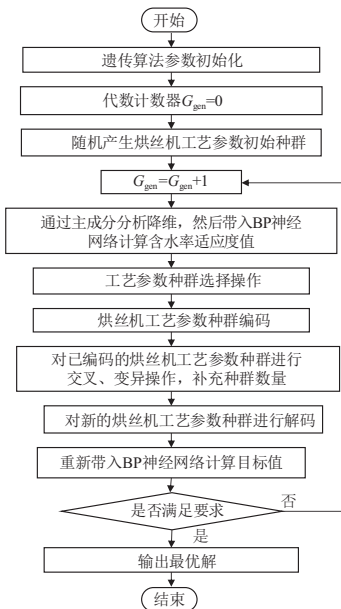 开始
遗传算法参数初始化
代数计数器G_gen=0
随机产生烘丝机工艺参数初始种群
G_gen=G_gen+1
通过主成分分析降维，然后带入BP神经
网络计算含水率适应度值
工艺参数种群选择操作
烘丝机工艺参数种群编码
对已编码的烘丝机工艺参数种群进行
交叉、变异操作，补充种群数量
对新的烘丝机工艺参数种群进行解码
重新带入BP神经网络计算目标值
是否满足要求
否
是
输出最优解
结束